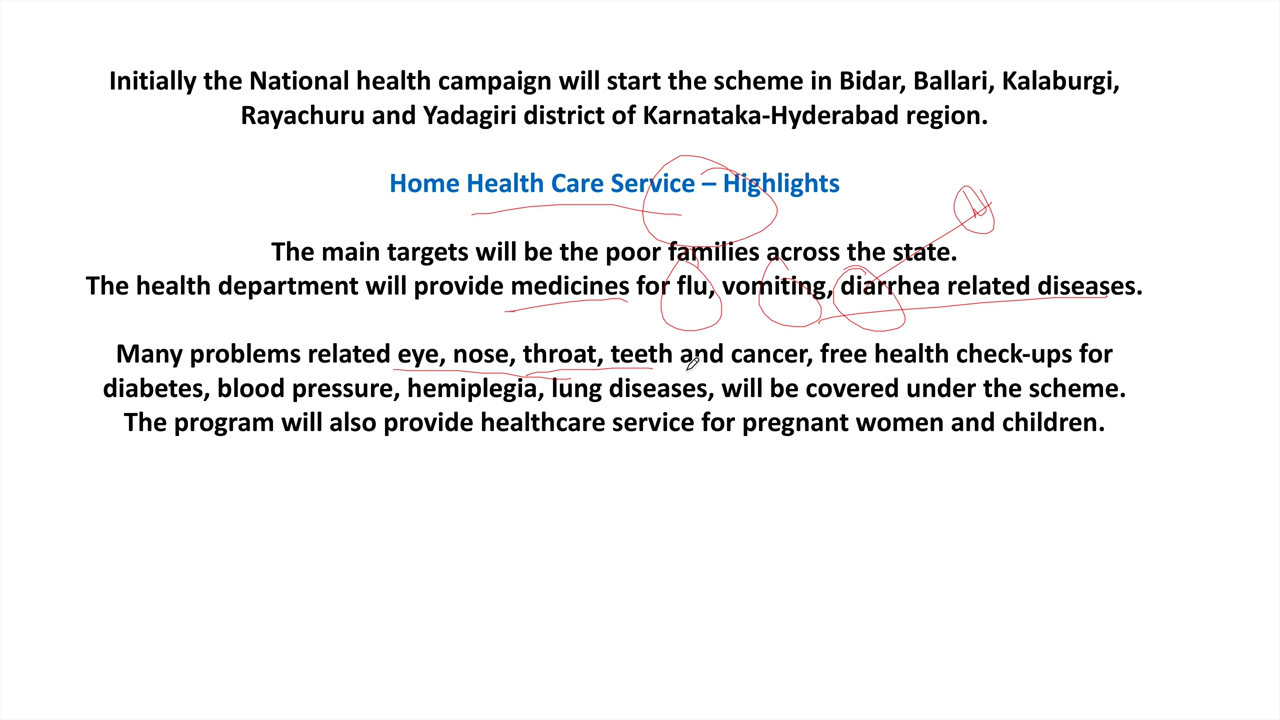 Initially the National health campaign will start the scheme in Bidar, Ballari, Kalaburgi,
Rayachuru and Yadagiri district of Karnataka-Hyderabad region.
Home Health Care Service – Highlights
The main targets will be the poor families across the state.
The health department will provide medicines for flu, vomiting, diarrhea related diseases.
Many problems related eye, nose, throat, teeth and cancer, free health check-ups for
diabetes, blood pressure, hemiplegia, lung diseases, will be covered under the scheme.
The program will also provide healthcare service for pregnant women and children.